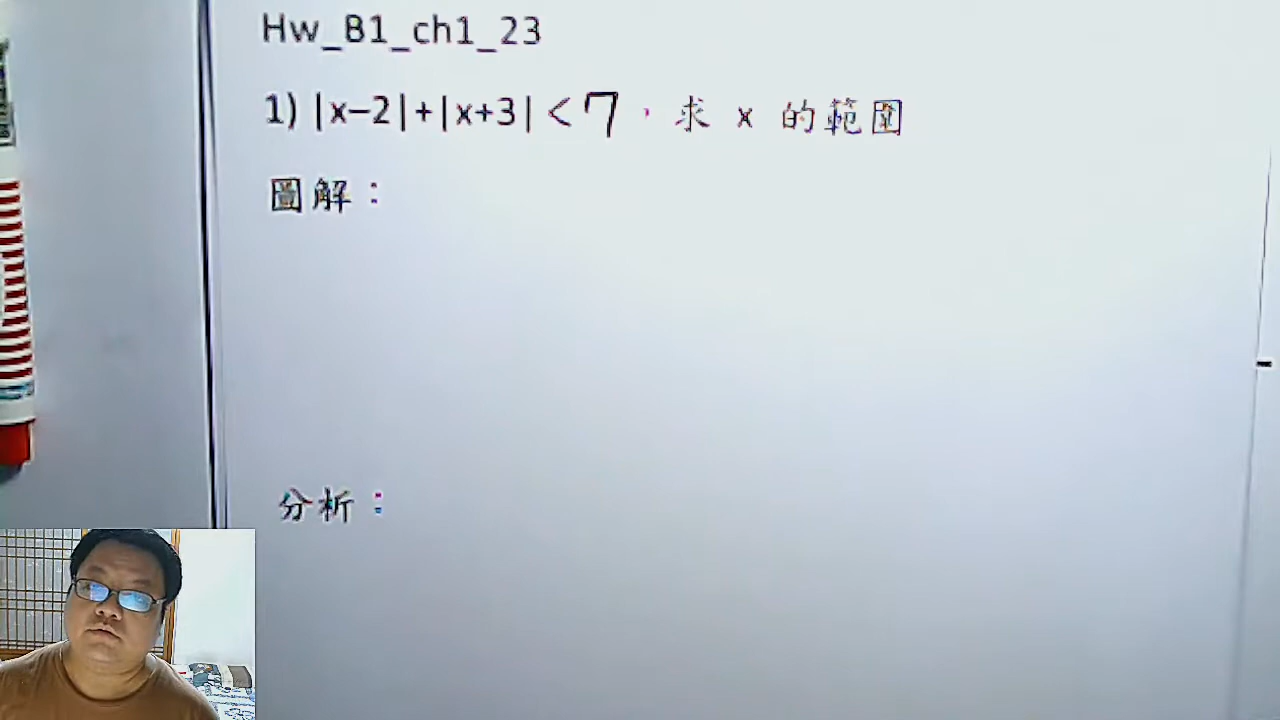 Hw_B1_ch1_23
1) |x−2|+|x+3| < 7，求 x 的範圍
圖解：
分析：